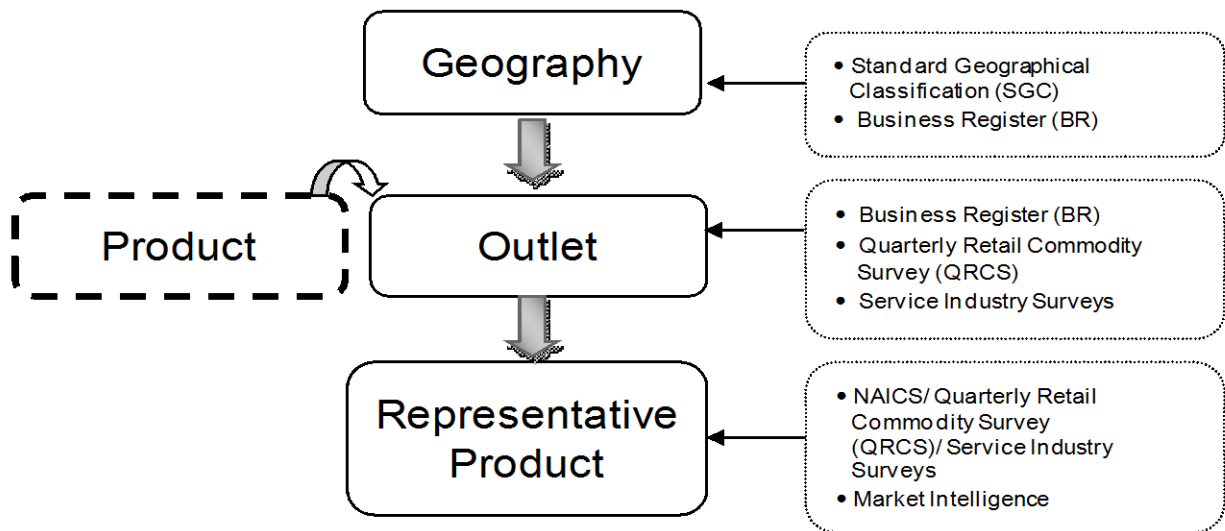 Geography
• Standard Geographical
Classification (SGC)
• Business Register (BR)
Product
Outlet
• Business Register (BR)
• Quarterly Retail Commodity
Survey (QRCS)
• Service Industry Surveys
Representative
Product
• NAICS/ Quarterly Retail
Commodity Survey
(QRCS)/ Service Industry
Surveys
• Market Intelligence